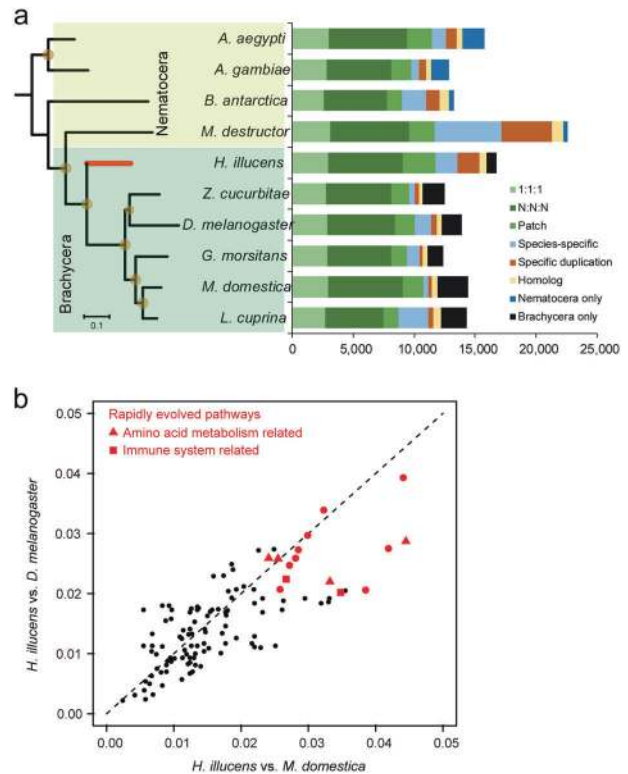 a
A. aegypti
A. gambiae
B. antarctica
M. destructor
H. illucens
Z. cucurbitae
D. melanogaster
G. morsitans
M. domestica
L. cuprina
Nematocera
Brachycera
0.1
1:1:1
N:N:N
Patch
Species-specific
Specific duplication
Homolog
Nematocera only
Brachycera only
0 5,000 10,000 15,000 20,000 25,000
b
Rapidly evolved pathways
Amino acid metabolism related
Immune system related
0.05
0.04
0.03
0.02
0.01
0.00
H. illucens vs. D. melanogaster
0.00 0.01 0.02 0.03 0.04 0.05
H. illucens vs. M. domestica